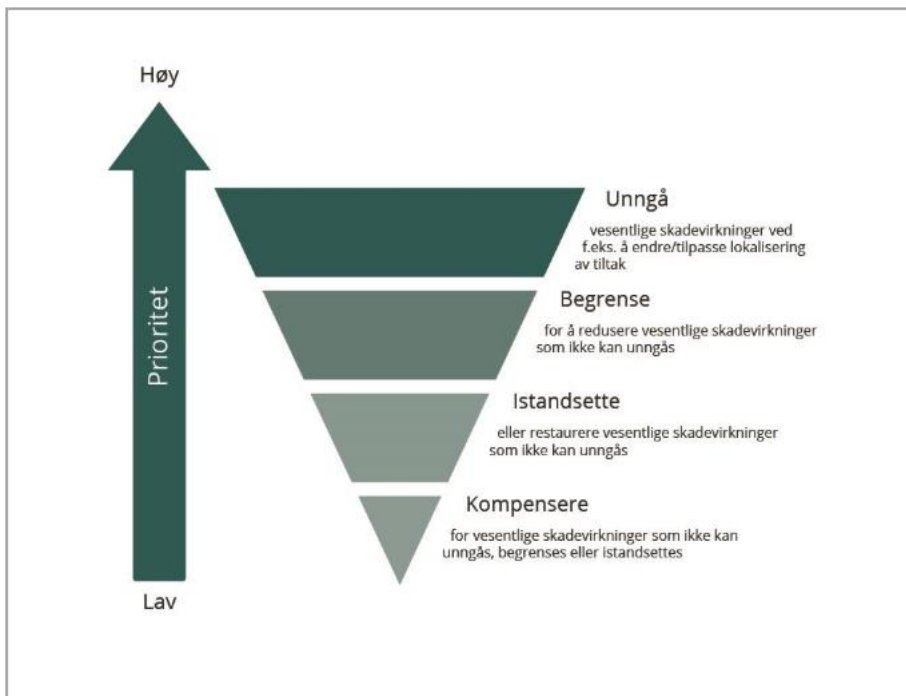 Høy
Prioritet
Lav
Unngå
vesentlige skadevirkninger ved
f.eks. å endre/tilpasse lokalisering
av tiltak
Begrense
for å redusere vesentlige skadevirkninger
som ikke kan unngås
Istandsette
eller restaurere vesentlige skadevirkninger
som ikke kan unngås
Kompensere
for vesentlige skadevirkninger som ikke kan
unngås, begrenses eller istandsettes